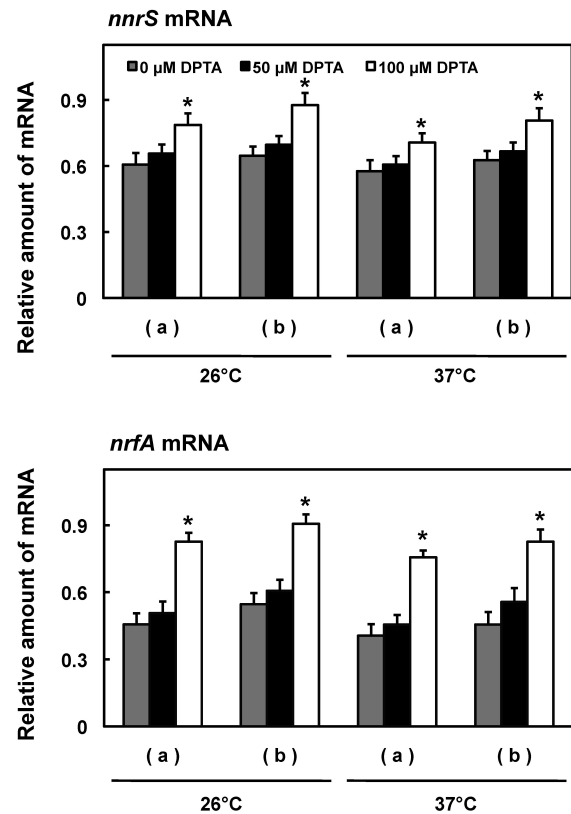 nnrS mRNA
0 µM DPTA 50 µM DPTA 100 µM DPTA
Relative amount of mRNA
0.9
0.6
0.3
0
* * * *
( a ) ( b ) ( a ) ( b )
26°C 37°C
nrfA mRNA
Relative amount of mRNA
0.9
0.6
0.3
0
* * * *
( a ) ( b ) ( a ) ( b )
26°C 37°C